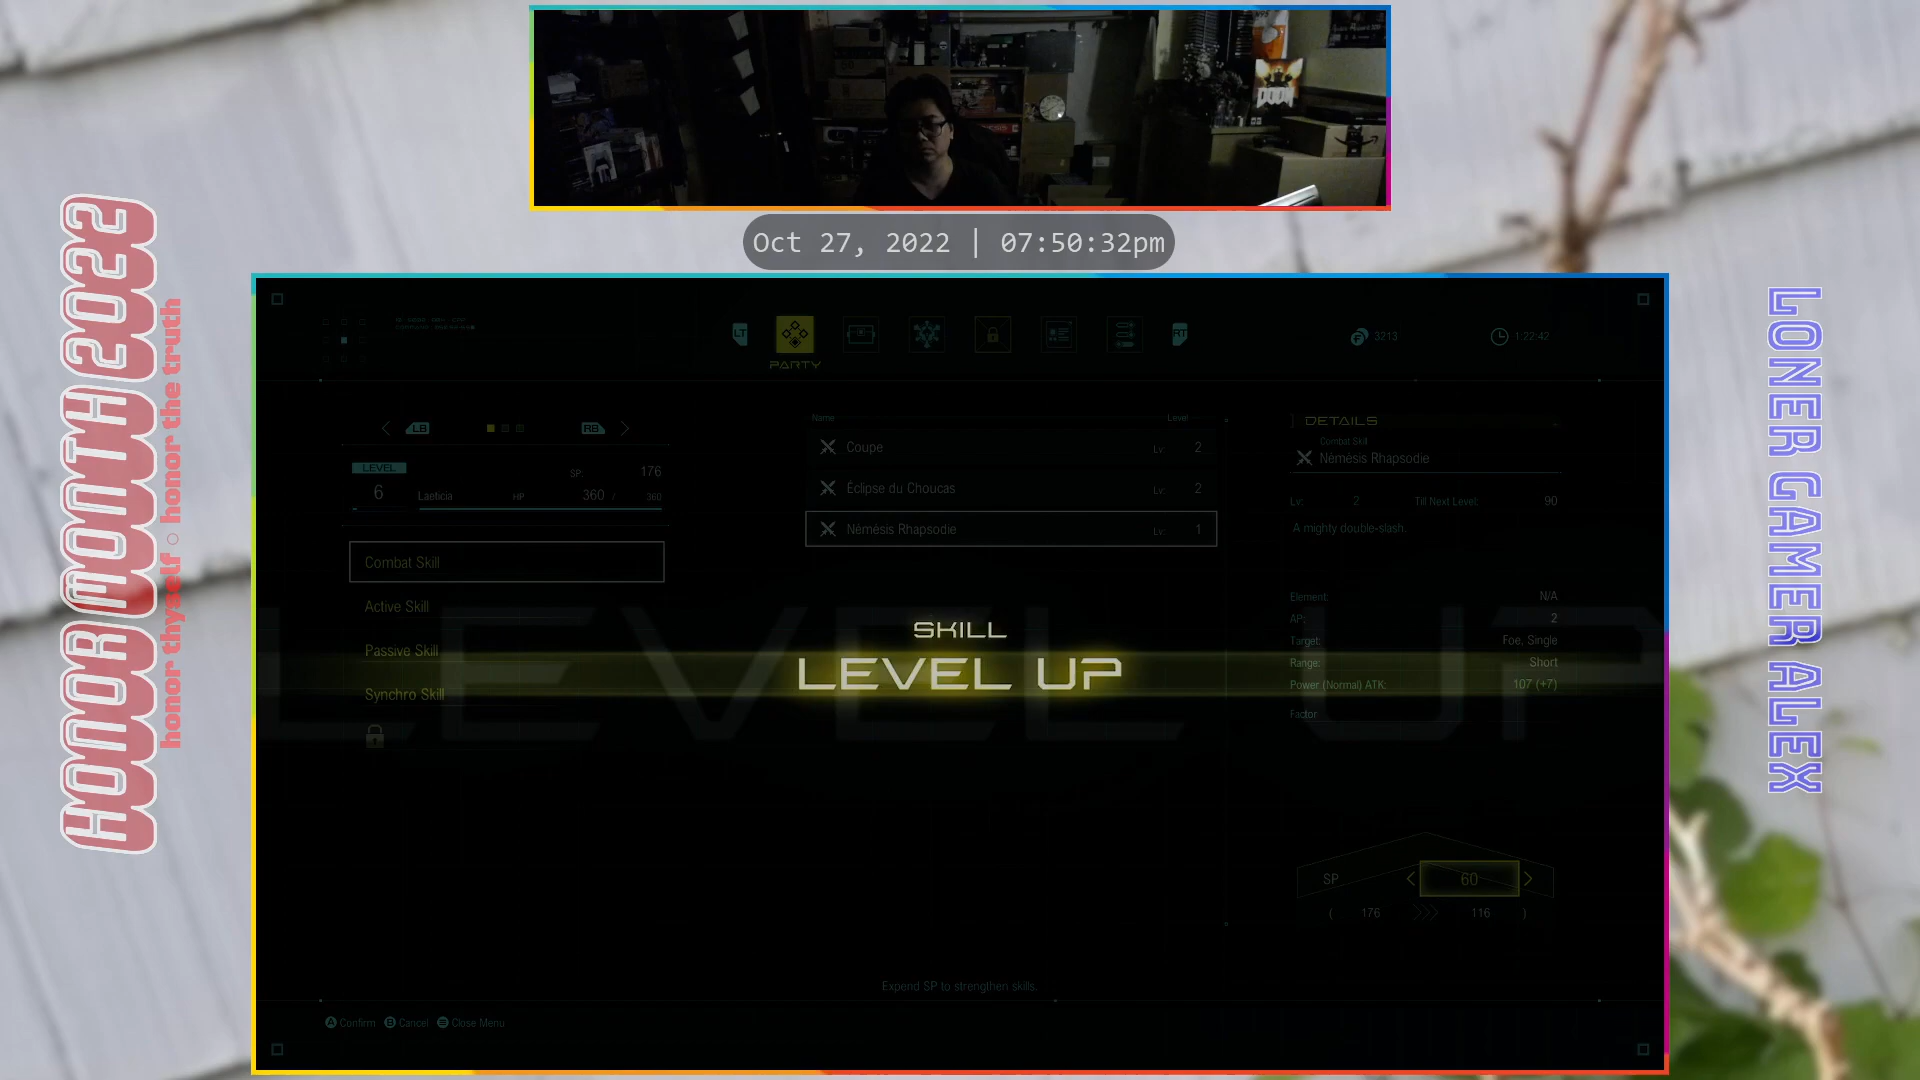 Oct 27, 2022 | 07:50:32pm
HONOR MONTH 2022
honor thyself ○ honor the truth
LONER GAMER ALEX
LT
RT
PARTY
3213
1:22:42
LB
RB
LEVEL
6
Laeticia
SP:
176
HP
360 / 360
Combat Skill
Active Skill
Passive Skill
Synchro Skill
Name
Level
Coupe
Lv: 2
Éclipse du Choucas
Lv: 2
Némésis Rhapsodie
Lv: 1
DETAILS
Combat Skill
Némésis Rhapsodie
Lv: 2
Till Next Level: 90
A mighty double-slash.
Element: N/A
AP: 2
Target: Foe, Single
Range: Short
Power (Normal) ATK: 107 (+7)
Factor
SKILL
LEVEL UP
LEVEL UP
SP
60
( 176 >>> 116 )
Expend SP to strengthen skills.
A Confirm B Cancel Close Menu
DOOM